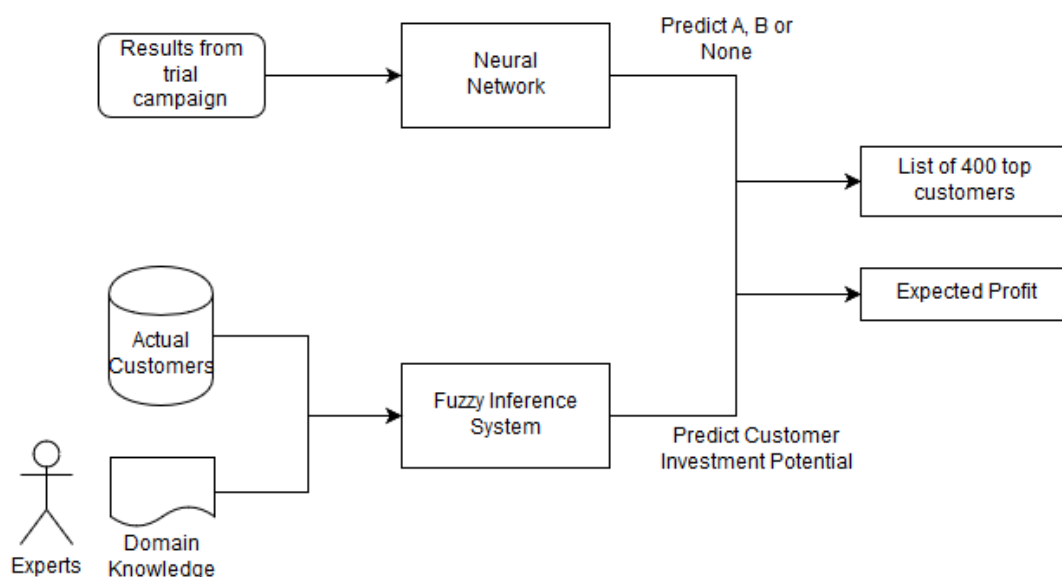 Results from
trial
campaign
Neural
Network
Predict A, B or
None
List of 400 top
customers
Expected Profit
Actual
Customers
Fuzzy Inference
System
Predict Customer
Investment Potential
Experts
Domain
Knowledge